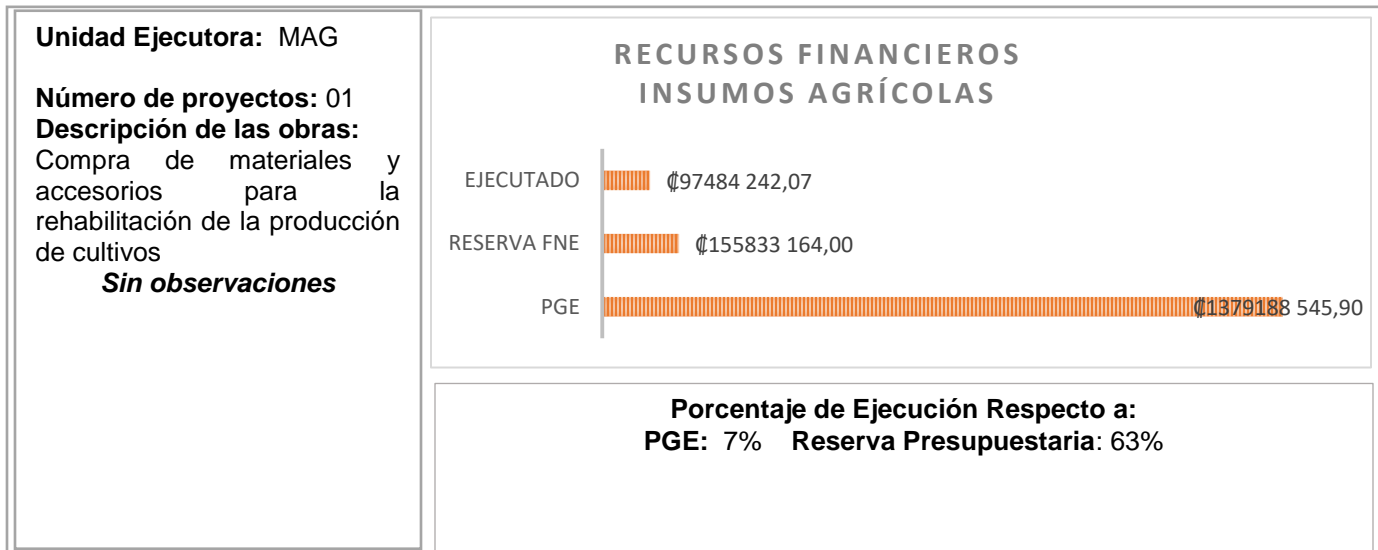 Unidad Ejecutora: MAG
Número de proyectos: 01
Descripción de las obras:
Compra de materiales y
accesorios para la
rehabilitación de la producción
de cultivos
Sin observaciones
RECURSOS FINANCIEROS
INSUMOS AGRÍCOLAS
EJECUTADO ₡97484 242,07
RESERVA FNE ₡155833 164,00
PGE ₡1379188 545,90
Porcentaje de Ejecución Respecto a:
PGE: 7% Reserva Presupuestaria: 63%